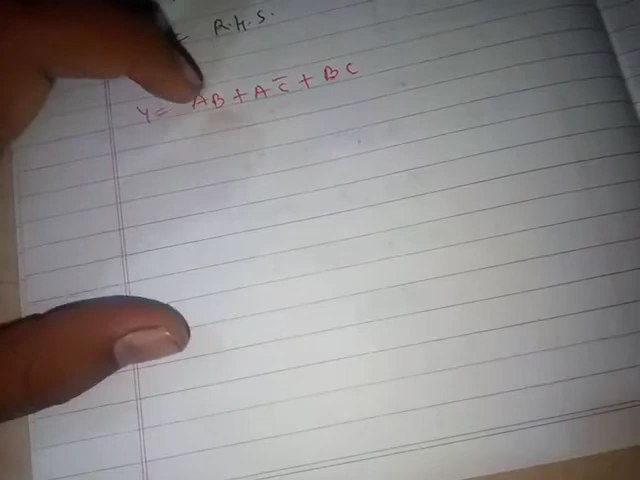 = R.H.S.
Y = AB + AC̅ + BC